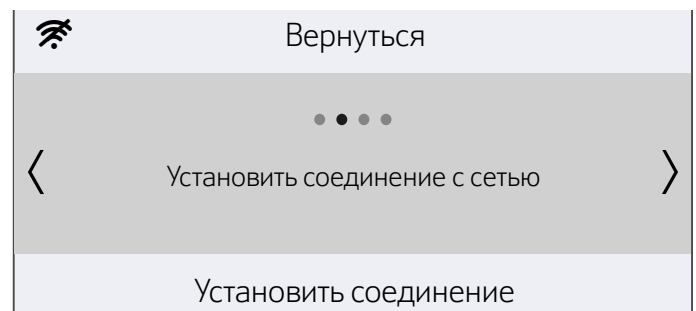 Вернуться
Установить соединение с сетью
Установить соединение